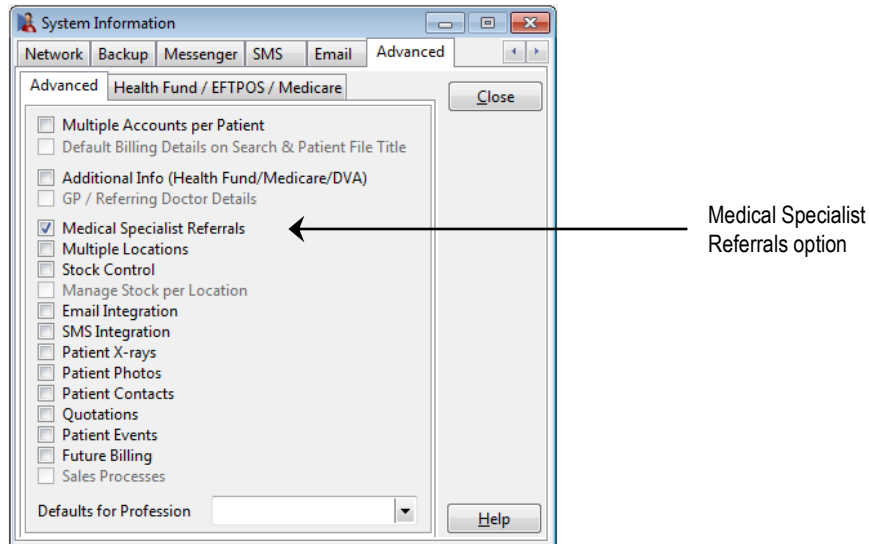 System Information
Network Backup Messenger SMS Email Advanced
Advanced Health Fund / EFTPOS / Medicare
Close
Multiple Accounts per Patient
Default Billing Details on Search & Patient File Title
Additional Info (Health Fund/Medicare/DVA)
GP / Referring Doctor Details
Medical Specialist Referrals
Multiple Locations
Stock Control
Manage Stock per Location
Email Integration
SMS Integration
Patient X-rays
Patient Photos
Patient Contacts
Quotations
Patient Events
Future Billing
Sales Processes
Defaults for Profession
Help
Medical Specialist
Referrals option